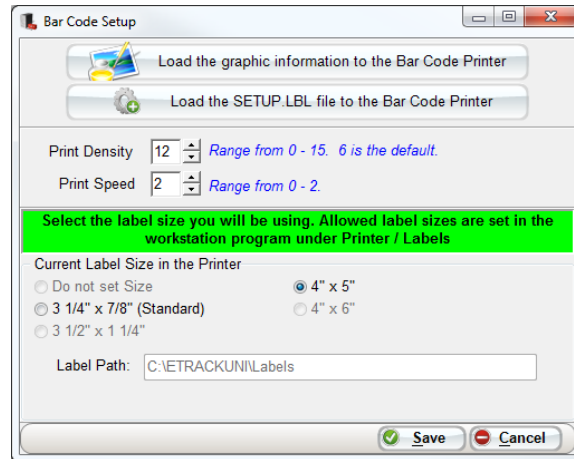 Bar Code Setup
Load the graphic information to the Bar Code Printer
Load the SETUP.LBL file to the Bar Code Printer
Print Density 12 Range from 0 - 15. 6 is the default.
Print Speed 2 Range from 0 - 2.
Select the label size you will be using. Allowed label sizes are set in the
workstation program under Printer / Labels
Current Label Size in the Printer
Do not set Size 4" x 5"
3 1/4" x 7/8" (Standard) 4" x 6"
3 1/2" x 1 1/4"
Label Path: C:\ETRACKUNI\Labels
Save Cancel